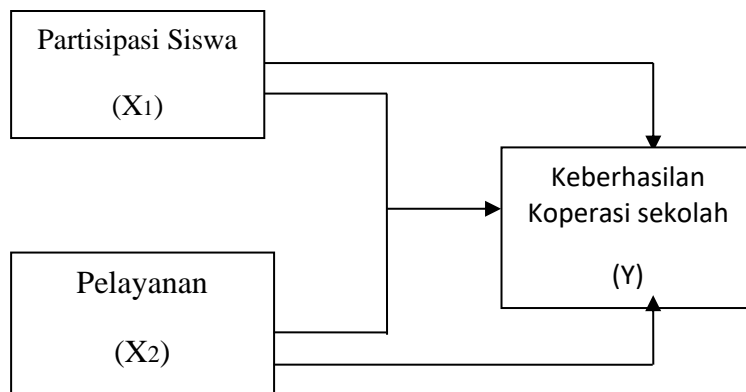 Partisipasi Siswa
(X1)
Keberhasilan
Koperasi sekolah
(Y)
Pelayanan
(X2)